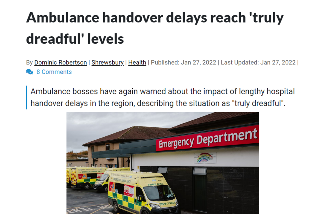 Ambulance handover delays reach 'truly
dreadful' levels
By Dominic Robertson | Shrewsbury | Health | Published: Jan 27, 2022 | Last Updated: Jan 27, 2022 |
6 Comments
Ambulance bosses have again warned about the impact of lengthy hospital
handover delays in the region, describing the situation as "truly dreadful".
Emergency Department